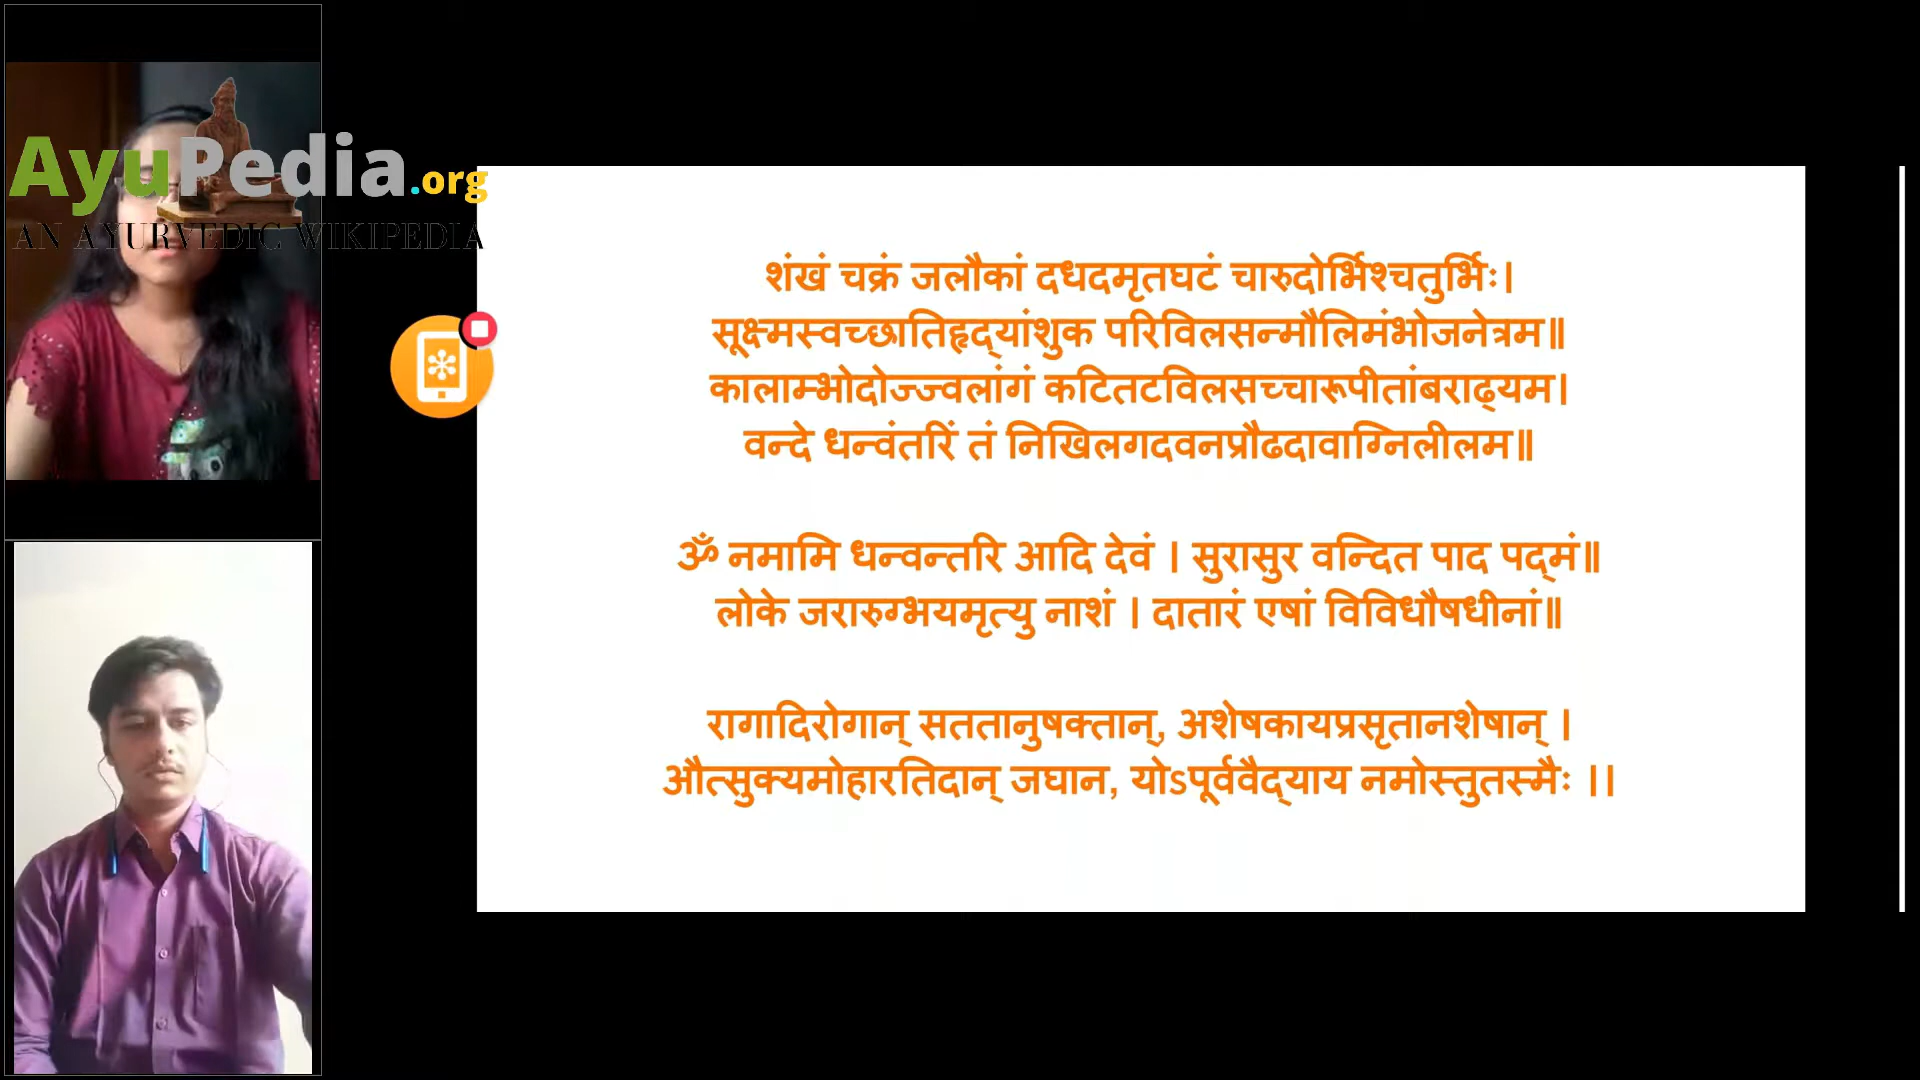 AyuPedia.org
AN AYURVEDIC WIKIPEDIA
शंखं चक्रं जलौकां दधदमृतघटं चारुदोर्भिश्चतुर्भिः।
सूक्ष्मस्वच्छातिहृद्यांशुक परिविलसन्मौलिमंभोजनेत्रम॥
कालाम्भोदोज्ज्वलांगं कटितटविलसच्चारूपीतांबराढ्यम।
वन्दे धन्वंतरिं तं निखिलगदवनप्रौढदावाग्निलीलम॥
ॐ नमामि धन्वन्तरि आदि देवं । सुरासुर वन्दित पाद पद्मं॥
लोके जरारुग्भयमृत्यु नाशं । दातारं एषां विविधौषधीनां॥
रागादिरोगान् सततानुषक्तान्, अशेषकायप्रसृतानशेषान् ।
औत्सुक्यमोहारतिदान् जघान, योऽपूर्ववैद्याय नमोस्तुतस्मैः ।।